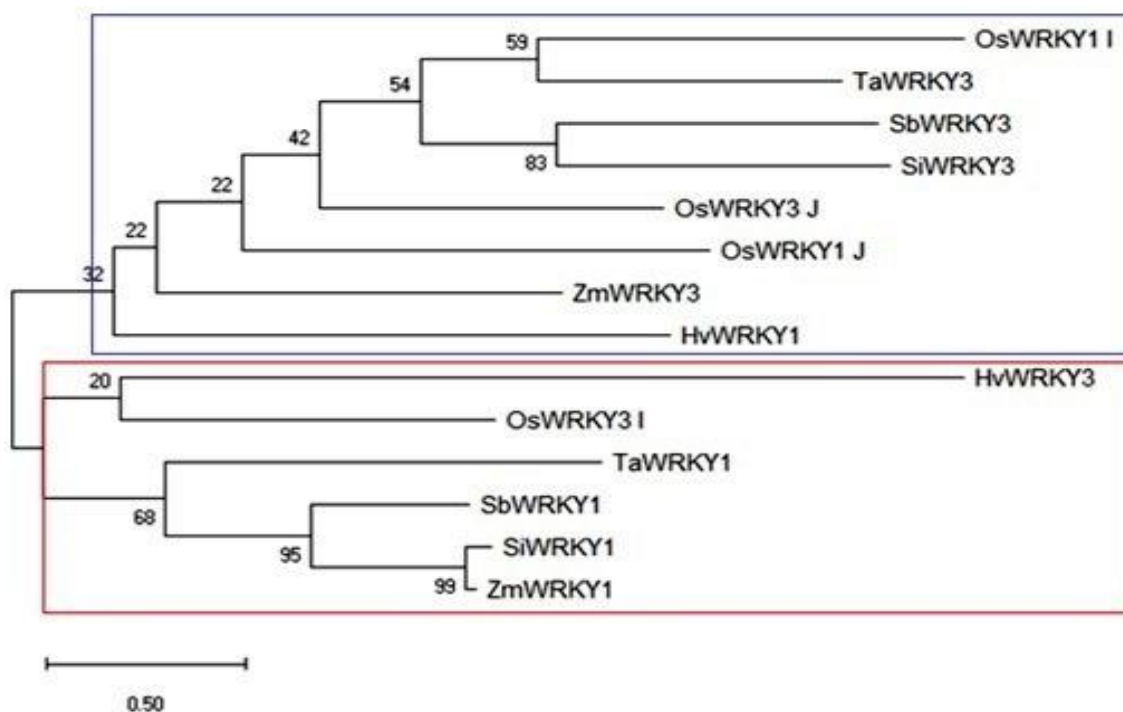 59
OsWRKY1 I
TaWRKY3
54
SbWRKY3
83
SiWRKY3
42
OsWRKY3 J
22
OsWRKY1 J
22
ZmWRKY3
32
HvWRKY1
20
HvWRKY3
OsWRKY3 I
TaWRKY1
68
SbWRKY1
95
SiWRKY1
99
ZmWRKY1
0.50